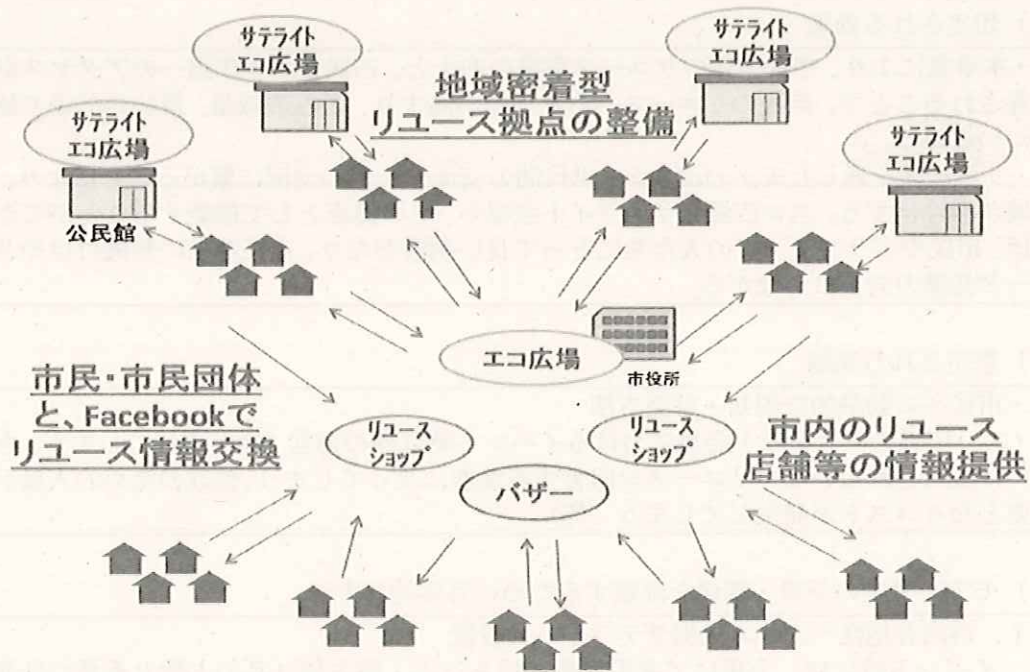 サテライト
エコ広場
サテライト
エコ広場
地域密着型
リユース拠点の整備
サテライト
エコ広場
公民館
サテライト
エコ広場
エコ広場
市役所
市民・市民団体
と、Facebookで
リユース情報交換
リユース
ショップ
リユース
ショップ
バザー
市内のリユース
店舗等の情報提供